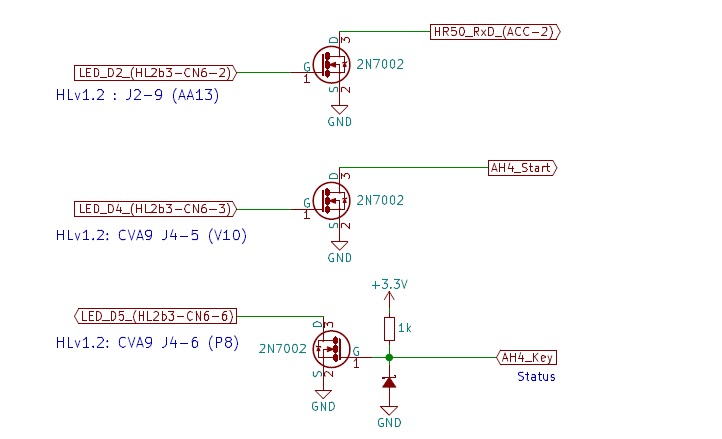 HR50_RxD_(ACC-2)
D
3
G
1
2N7002
S
2
LED_D2_(HL2b3-CN6-2)
HLv1.2 : J2-9 (AA13)
GND
AH4_Start
D
3
G
1
2N7002
S
2
LED_D4_(HL2b3-CN6-3)
HLv1.2: CVA9 J4-5 (V10)
GND
+3.3V
LED_D5_(HL2b3-CN6-6)
1k
D
3
HLv1.2: CVA9 J4-6 (P8)
2N7002
G
1
S
2
AH4_Key
Status
GND
GND